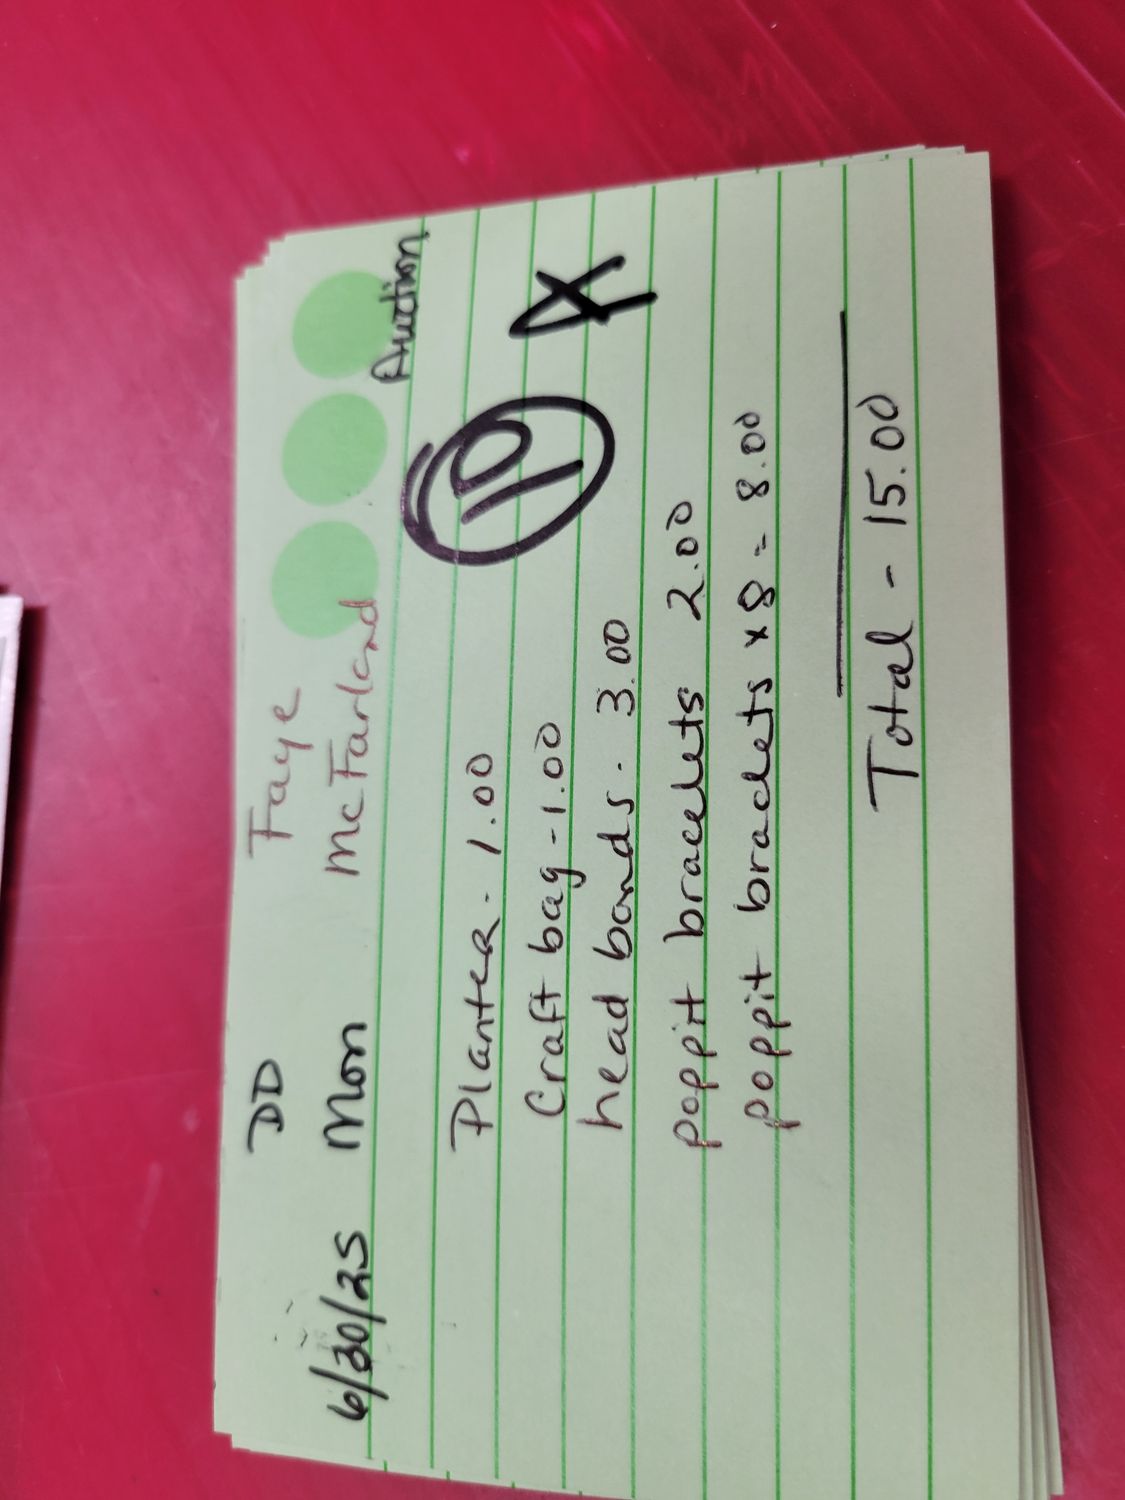 DD Faye
6/30/25 Mon McFarland
Auction
Planter - 1.00
P
Craft bag - 1.00
head bands. 3.00
poppit bracelets 2.00
poppit braclets x8 - 8.00
Total - 15.00